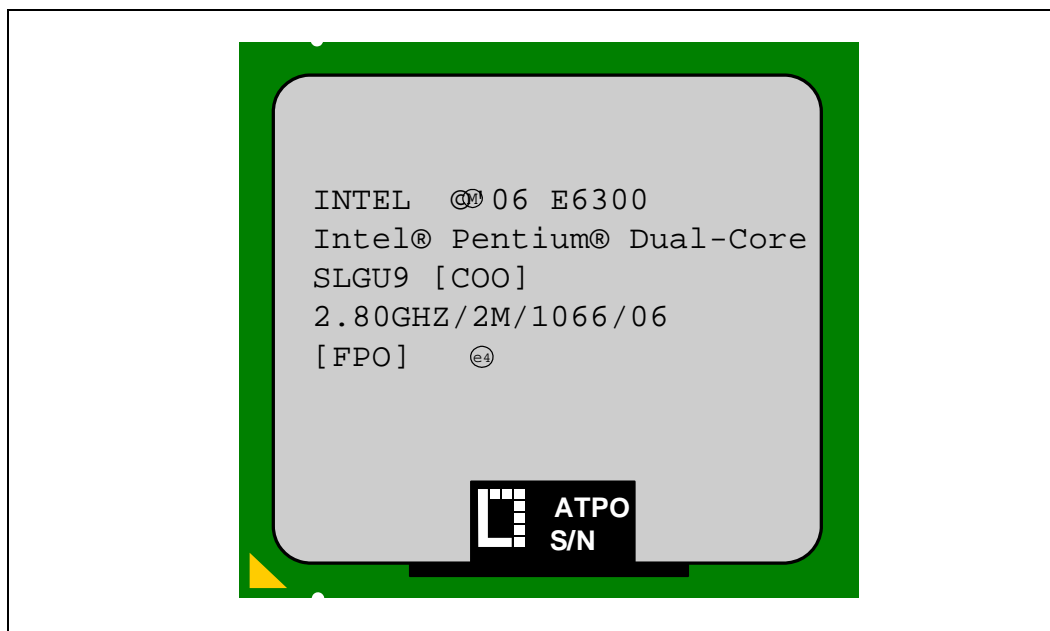 INTEL ©Ⓜ'06 E6300
Intel® Pentium® Dual-Core
SLGU9 [COO]
2.80GHZ/2M/1066/06
[FPO] ⓔ4
ATPO
S/N